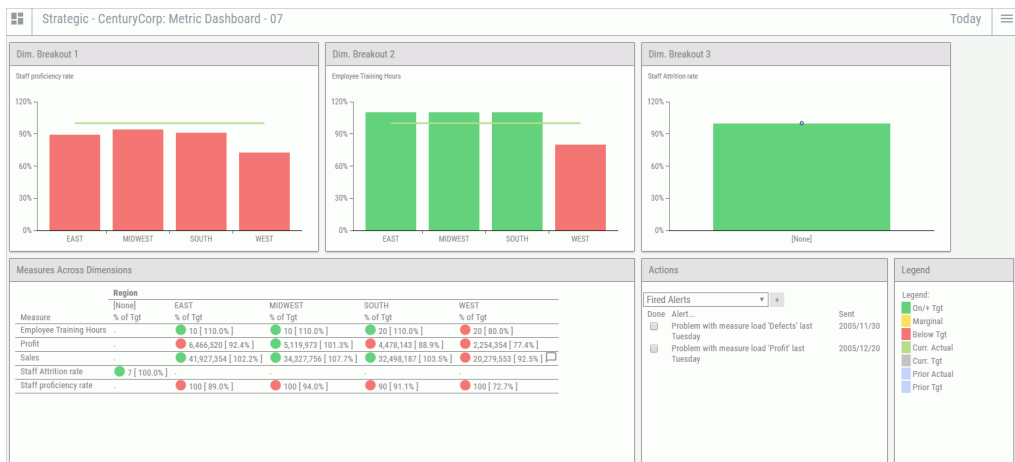 Strategic - CenturyCorp: Metric Dashboard - 07
Today
Dim. Breakout 1
Staff proficiency rate
120%
90%
60%
30%
0%
EAST MIDWEST SOUTH WEST
Dim. Breakout 2
Employee Training Hours
120%
90%
60%
30%
0%
EAST MIDWEST SOUTH WEST
Dim. Breakout 3
Staff Attrition rate
120%
90%
60%
30%
0%
[None]
Measures Across Dimensions
Region
[None] EAST MIDWEST SOUTH WEST
Measure % of Tgt % of Tgt % of Tgt % of Tgt % of Tgt
Employee Training Hours . 10 [ 110.0% ] 10 [ 110.0% ] 20 [ 110.0% ] 20 [ 80.0% ]
Profit . 6,466,520 [ 92.4% ] 5,119,973 [ 101.3% ] 4,478,143 [ 88.9% ] 2,254,354 [ 77.4% ]
Sales . 41,927,354 [ 102.2% ] 34,327,756 [ 107.7% ] 32,498,187 [ 103.5% ] 20,279,553 [ 92.5% ]
Staff Attrition rate 7 [ 100.0% ] . . . .
Staff proficiency rate . 100 [ 89.0% ] 100 [ 94.0% ] 90 [ 91.1% ] 100 [ 72.7% ]
Actions
Fired Alerts +
Done Alert... Sent
Problem with measure load 'Defects' last 2005/11/30
Tuesday
Problem with measure load 'Profit' last 2005/12/20
Tuesday
Legend
Legend:
On/+ Tgt
Marginal
Below Tgt
Curr. Actual
Curr. Tgt
Prior Actual
Prior Tgt